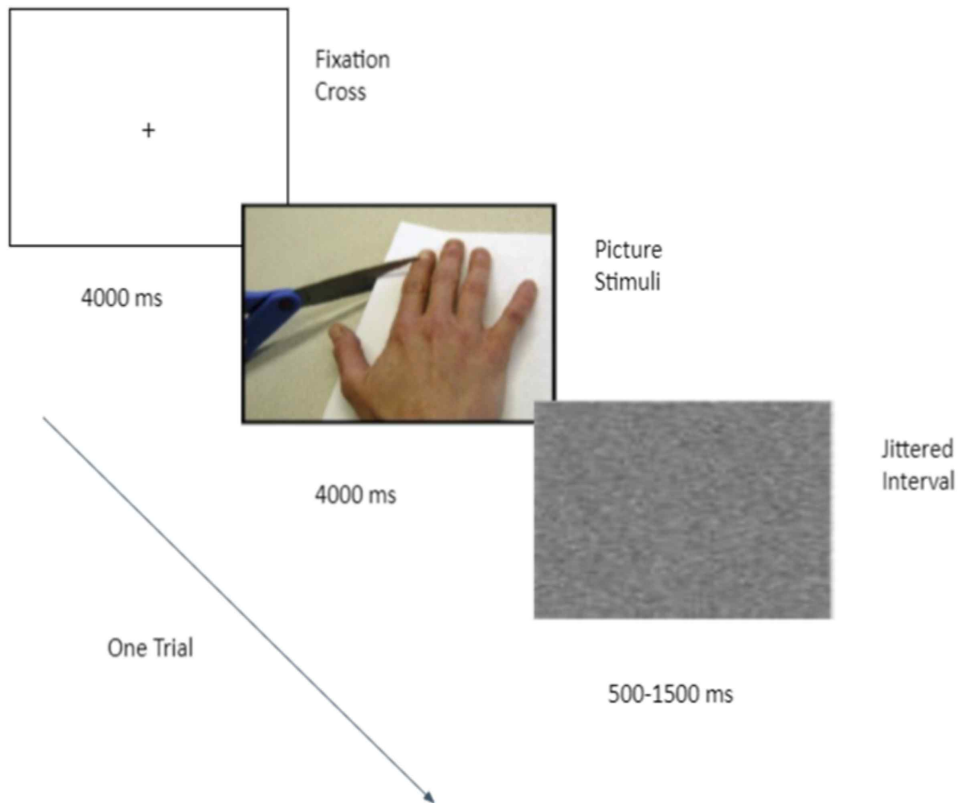 Fixation
Cross
4000 ms
Picture
Stimuli
4000 ms
Jittered
Interval
One Trial
500-1500 ms